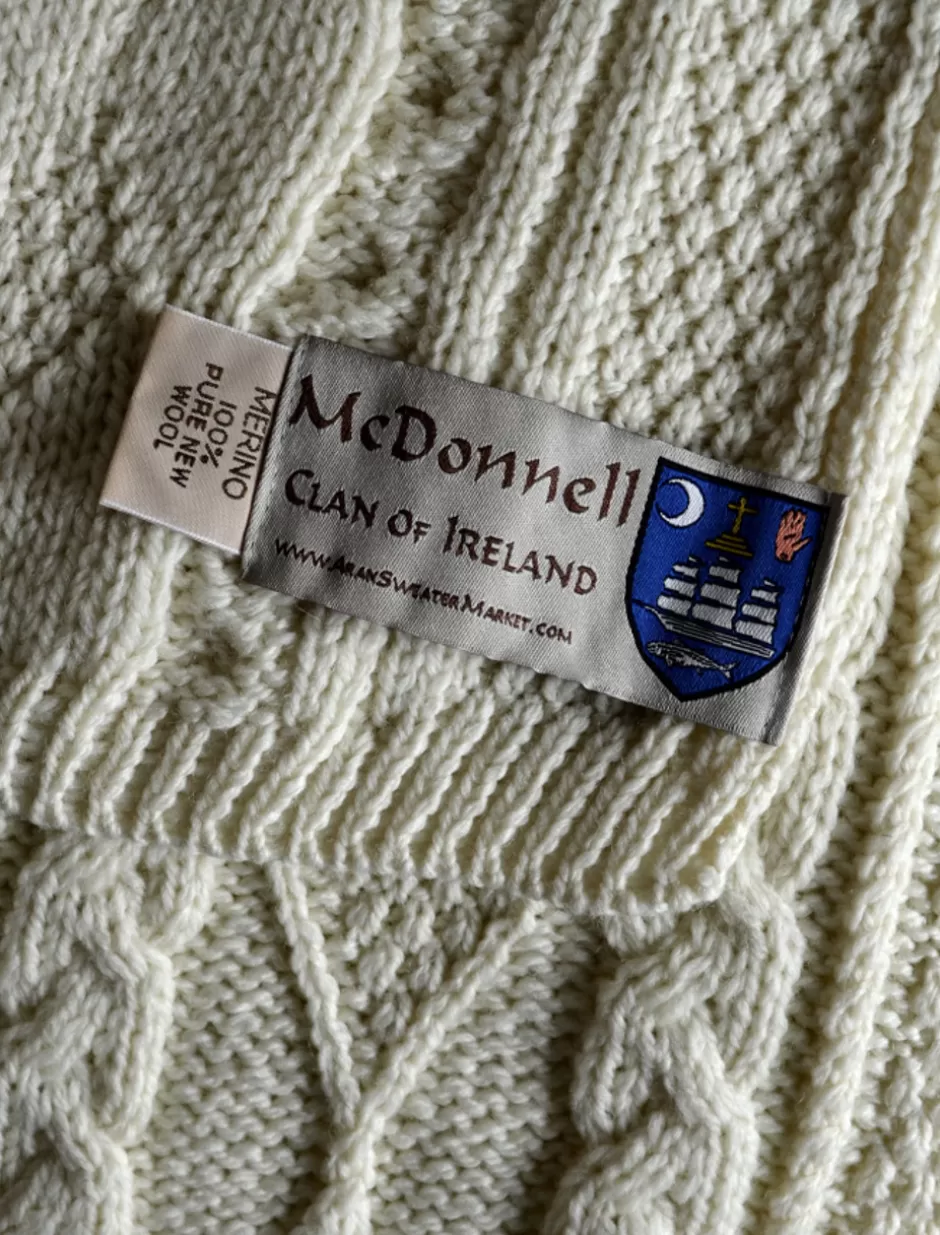 McDonnell
Clan of Ireland
www.AranSweaterMarket.com
MERINO
100%
PURE NEW
WOOL